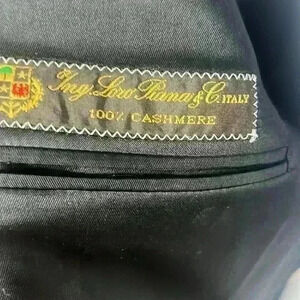 Ing. Loro Piana & C. ITALY
100% CASHMERE